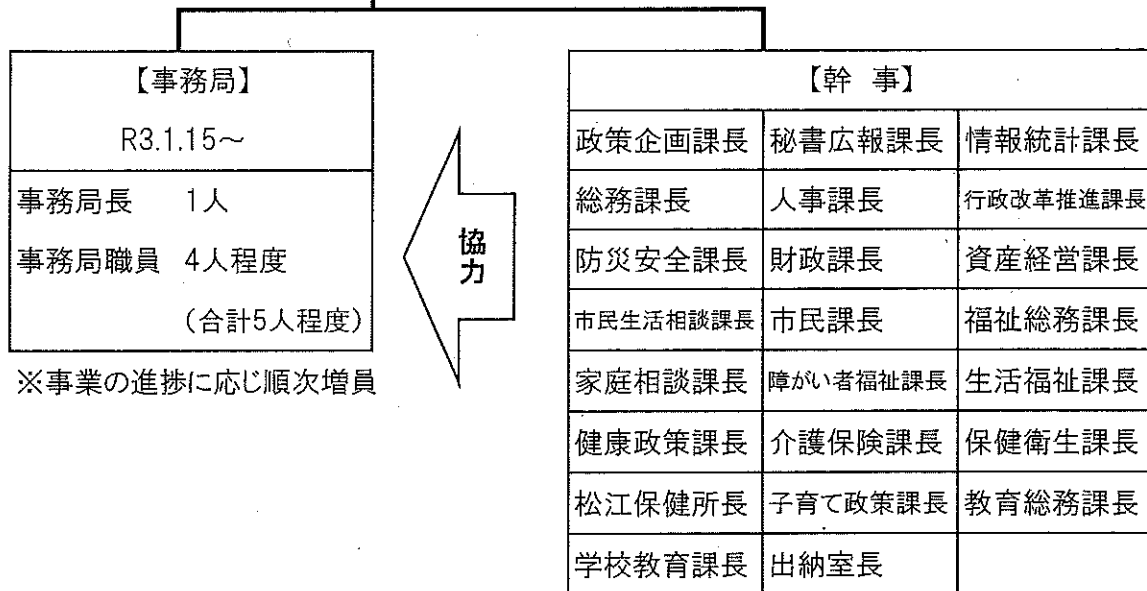 【事務局】
R3.1.15～
事務局長 1人
事務局職員 4人程度
(合計5人程度)
※事業の進捗に応じ順次増員
協力
【幹 事】
政策企画課長 秘書広報課長 情報統計課長
総務課長 人事課長 行政改革推進課長
防災安全課長 財政課長 資産経営課長
市民生活相談課長 市民課長 福祉総務課長
家庭相談課長 障がい者福祉課長 生活福祉課長
健康政策課長 介護保険課長 保健衛生課長
松江保健所長 子育て政策課長 教育総務課長
学校教育課長 出納室長